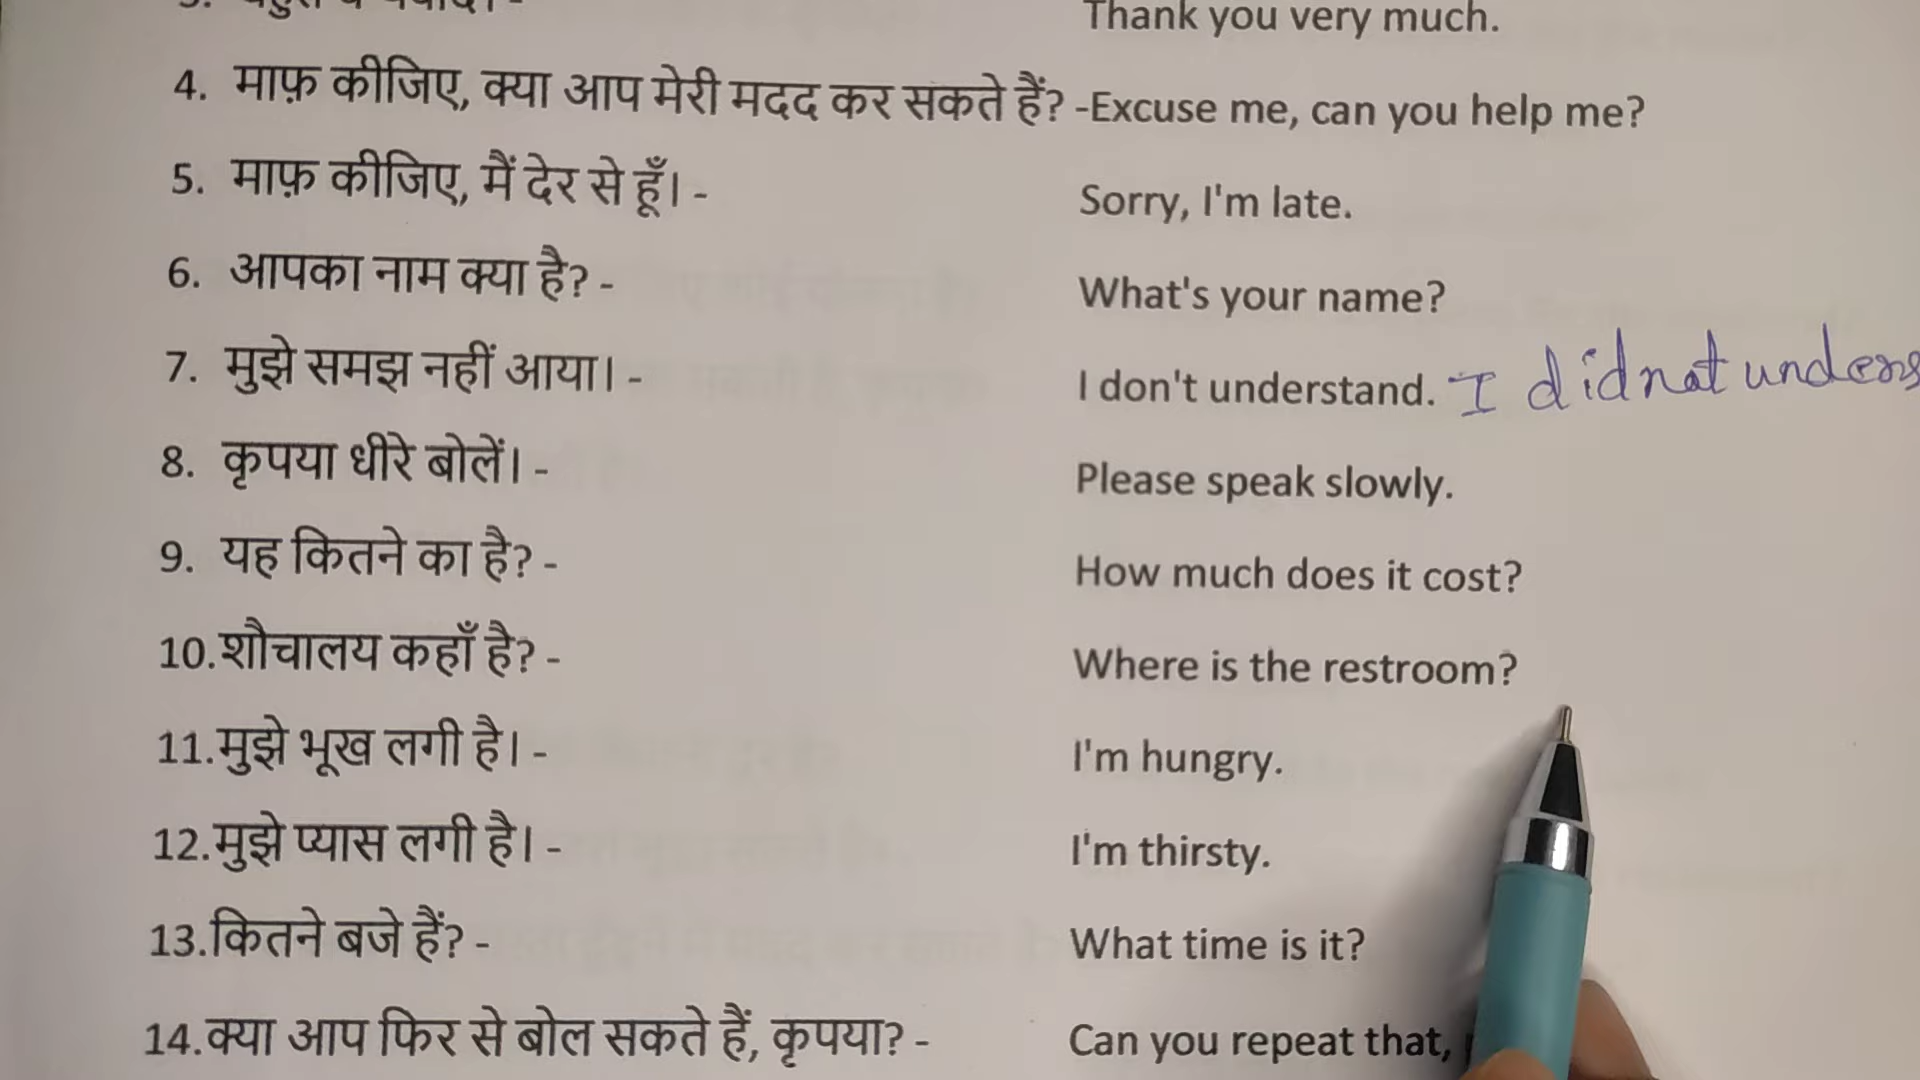 Thank you very much.
4. माफ़ कीजिए, क्या आप मेरी मदद कर सकते हैं? -Excuse me, can you help me?
5. माफ़ कीजिए, मैं देर से हूँ। - Sorry, I'm late.
6. आपका नाम क्या है? - What's your name?
7. मुझे समझ नहीं आया। - I don't understand. I did not
8. कृपया धीरे बोलें। - Please speak slowly.
9. यह कितने का है? - How much does it cost?
10.शौचालय कहाँ है? - Where is the restroom?
11.मुझे भूख लगी है। - I'm hungry.
12.मुझे प्यास लगी है। - I'm thirsty.
13.कितने बजे हैं? - What time is it?
14.क्या आप फिर से बोल सकते हैं, कृपया? - Can you repeat that,